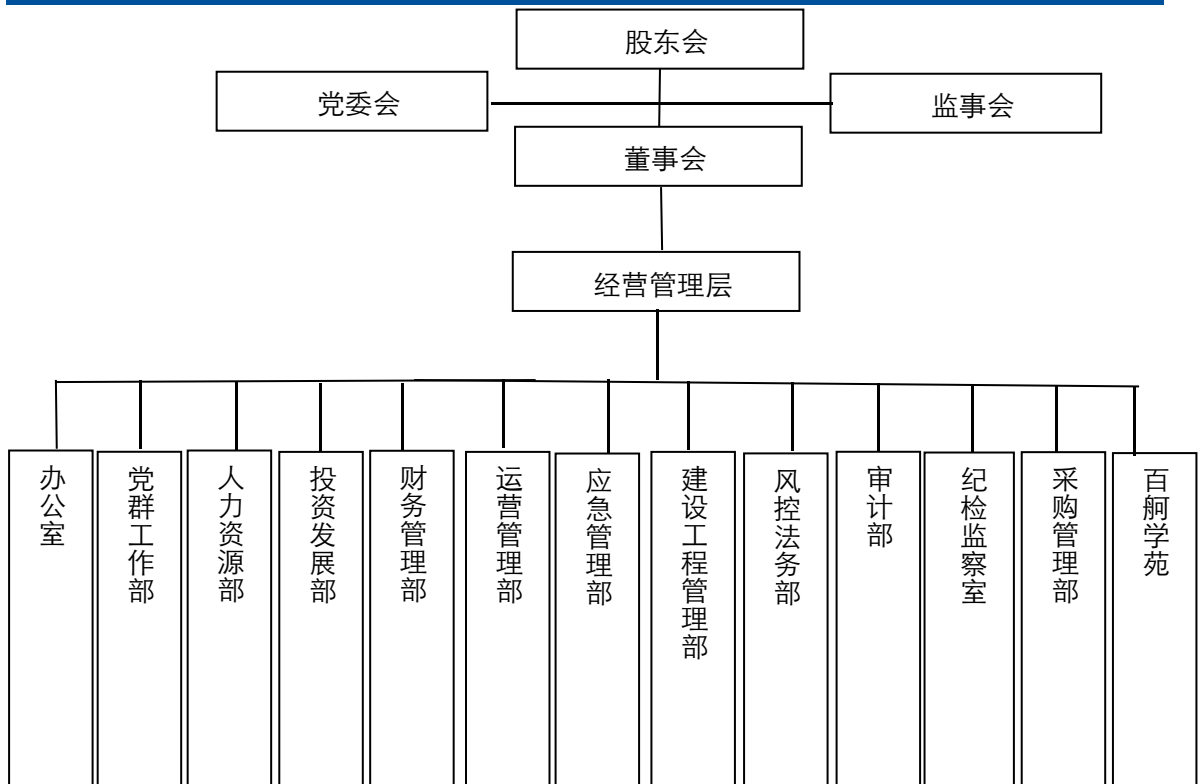 股东会
党委会
监事会
董事会
经营管理层
办公室
党群工作部
人力资源部
投资发展部
财务管理部
运营管理部
应急管理部
建设工程管理部
风控法务部
审计部
纪检监察室
采购管理部
百舸学苑